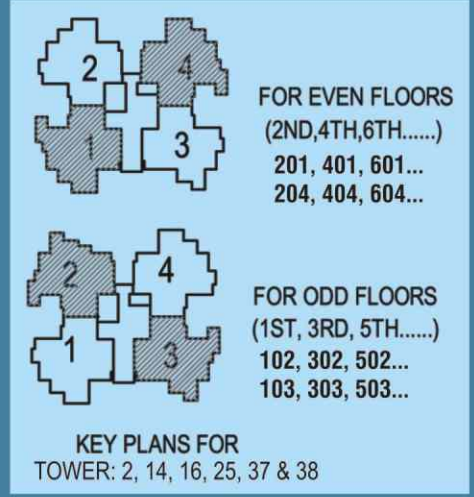 2 4
1 3
FOR EVEN FLOORS
(2ND,4TH,6TH......)
201, 401, 601...
204, 404, 604...
2 4
1 3
FOR ODD FLOORS
(1ST, 3RD, 5TH......)
102, 302, 502...
103, 303, 503...
KEY PLANS FOR
TOWER: 2, 14, 16, 25, 37 & 38